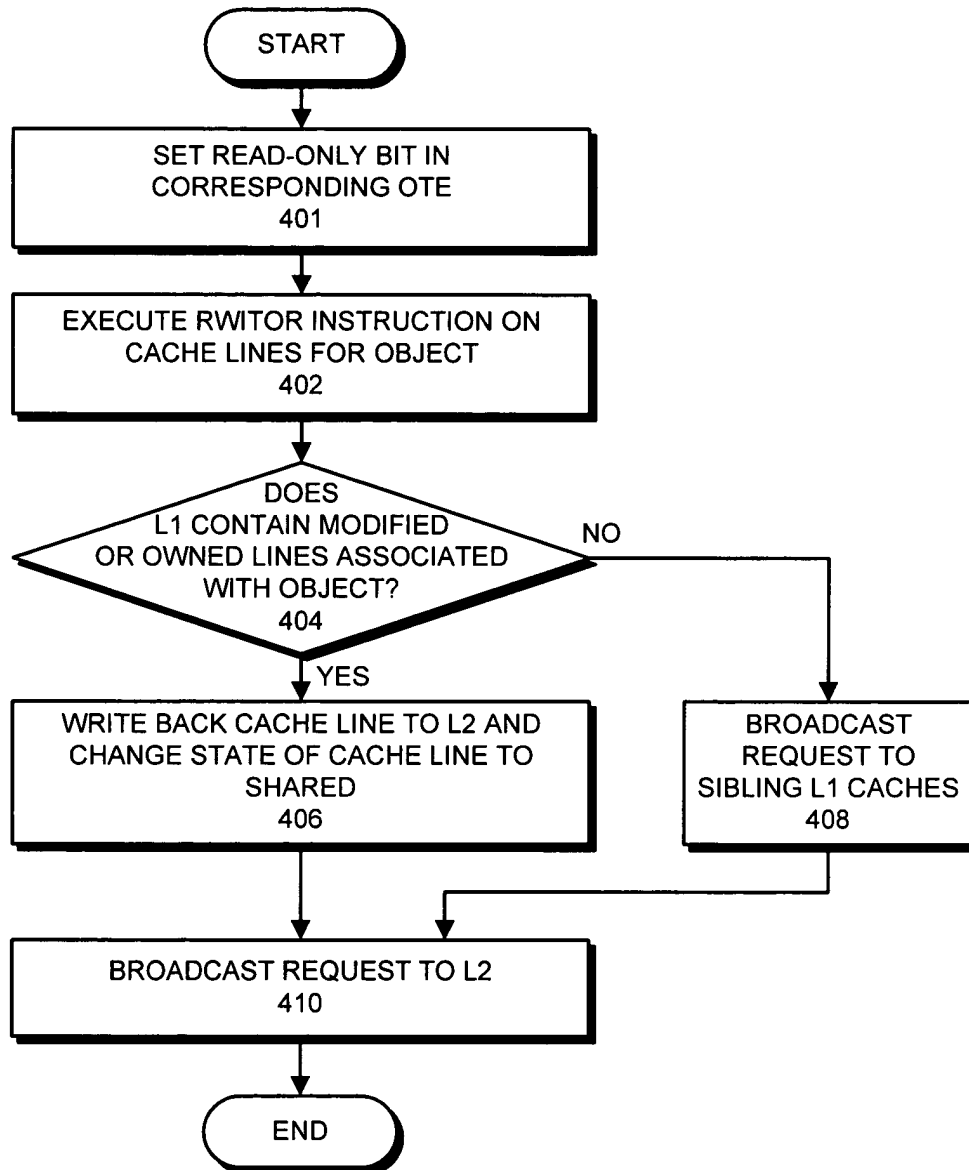 START
SET READ-ONLY BIT IN
CORRESPONDING OTE
401
EXECUTE RWITOR INSTRUCTION ON
CACHE LINES FOR OBJECT
402
DOES
L1 CONTAIN MODIFIED
OR OWNED LINES ASSOCIATED
WITH OBJECT?
404
NO
YES
WRITE BACK CACHE LINE TO L2 AND
CHANGE STATE OF CACHE LINE TO
SHARED
406
BROADCAST
REQUEST TO
SIBLING L1 CACHES
408
BROADCAST REQUEST TO L2
410
END